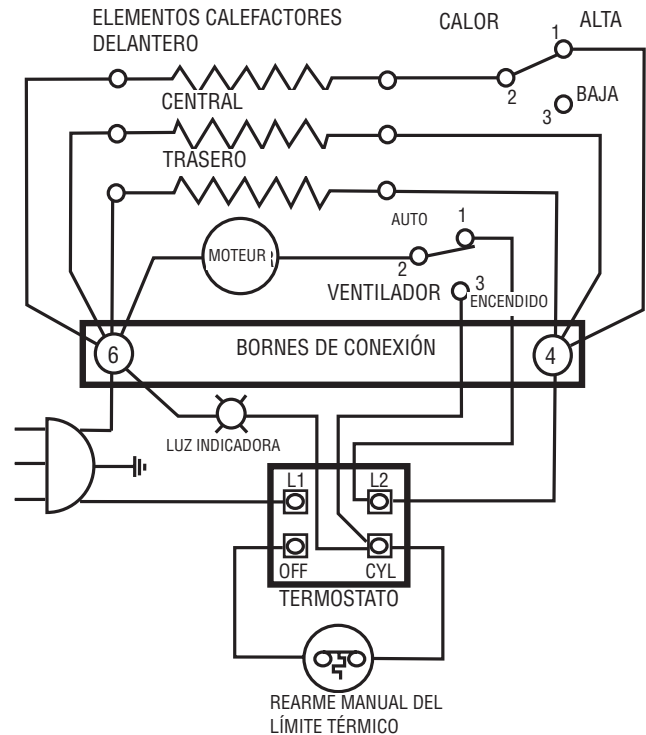 ELEMENTOS CALEFACTORES
DELANTERO
CALOR
1
ALTA
2
3
BAJA
CENTRAL
TRASERO
AUTO
1
MOTEUR
2
VENTILADOR
3
ENCENDIDO
6
BORNES DE CONEXIÓN
4
LUZ INDICADORA
L1
L2
OFF
CYL
TERMOSTATO
REARME MANUAL DEL
LÍMITE TÉRMICO